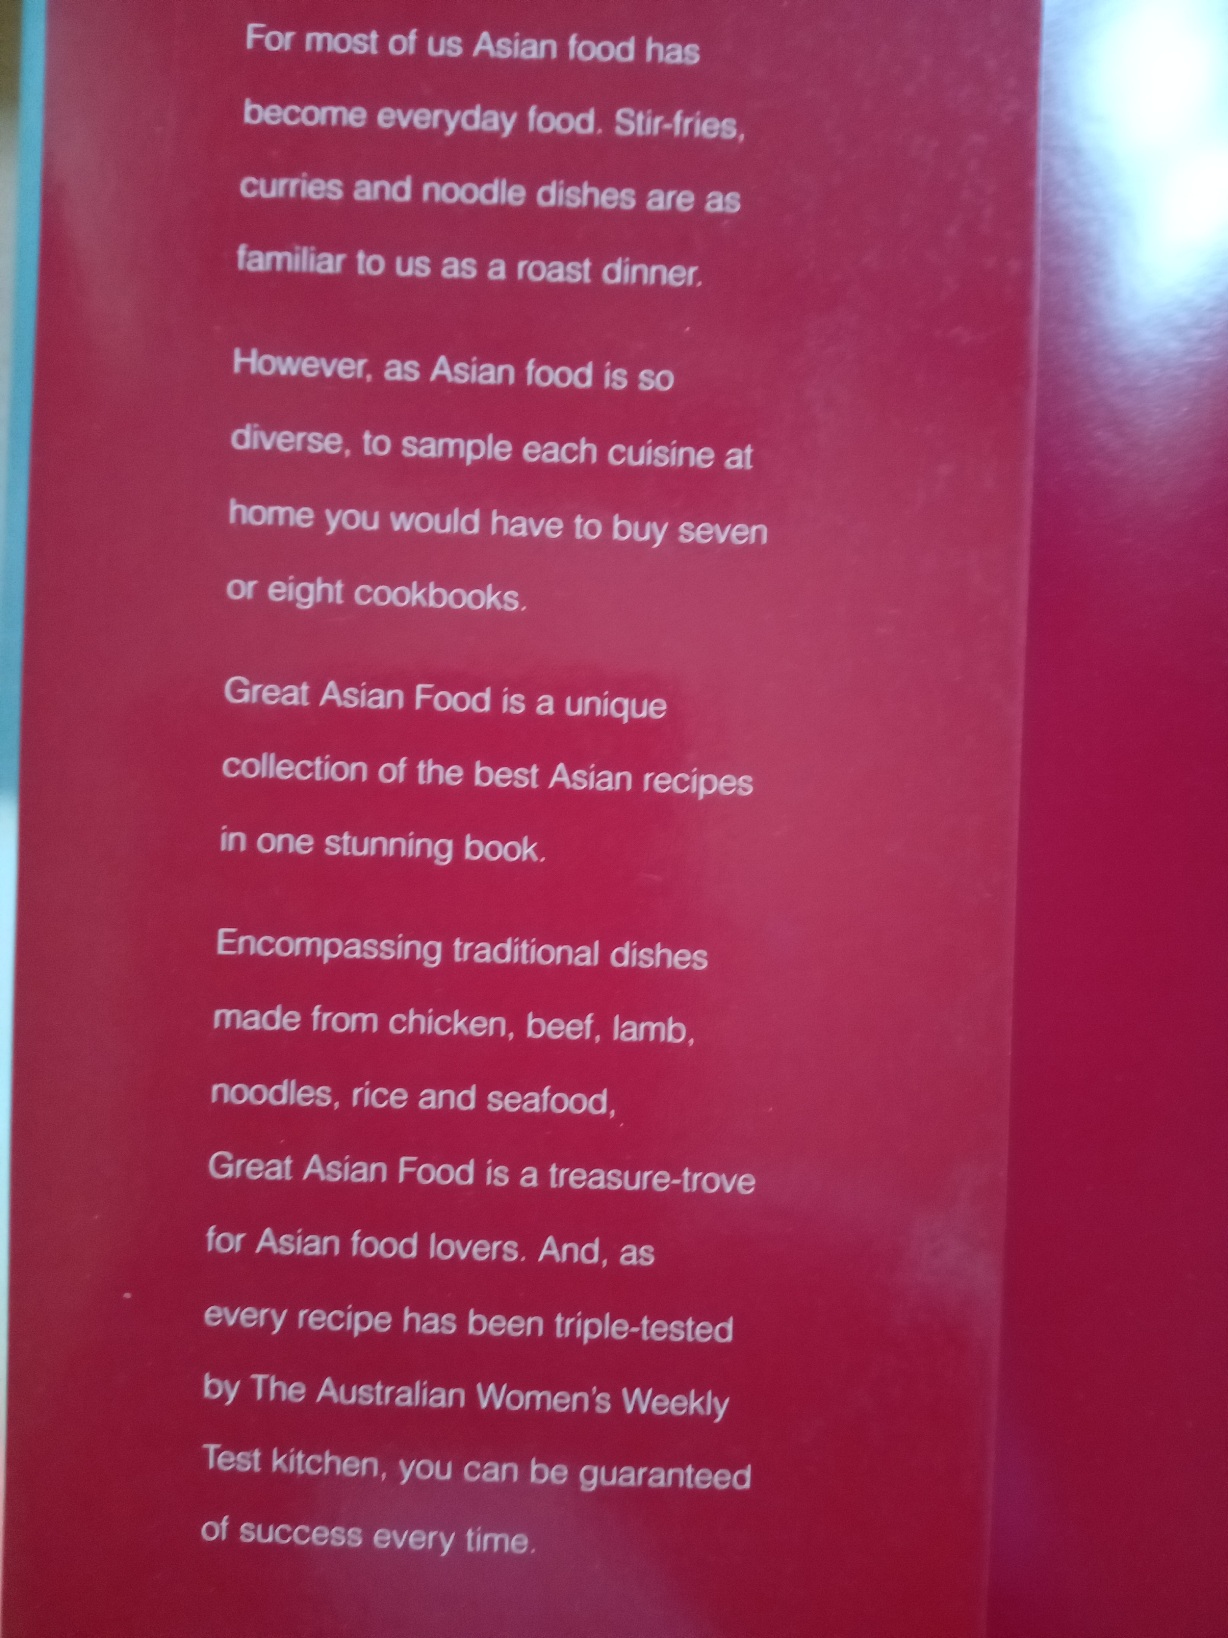 For most of us Asian food has
become everyday food. Stir-fries,
curries and noodle dishes are as
familiar to us as a roast dinner.
However, as Asian food is so
diverse, to sample each cuisine at
home you would have to buy seven
or eight cookbooks.
Great Asian Food is a unique
collection of the best Asian recipes
in one stunning book.
Encompassing traditional dishes
made from chicken, beef, lamb,
noodles, rice and seafood,
Great Asian Food is a treasure-trove
for Asian food lovers. And, as
every recipe has been triple-tested
by The Australian Women's Weekly
Test kitchen, you can be guaranteed
of success every time.